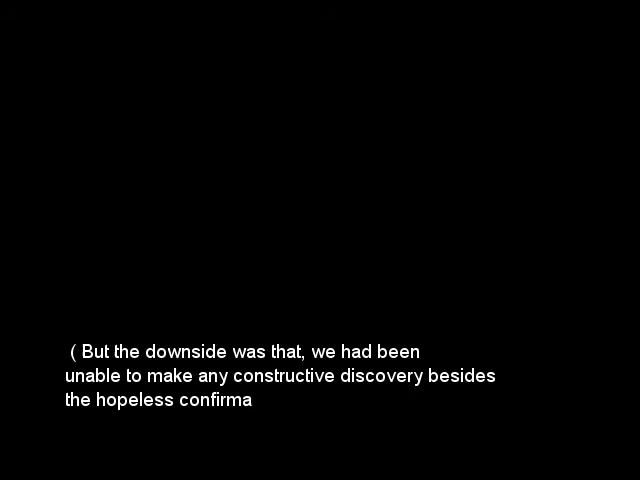 ( But the downside was that, we had been
unable to make any constructive discovery besides
the hopeless confirma